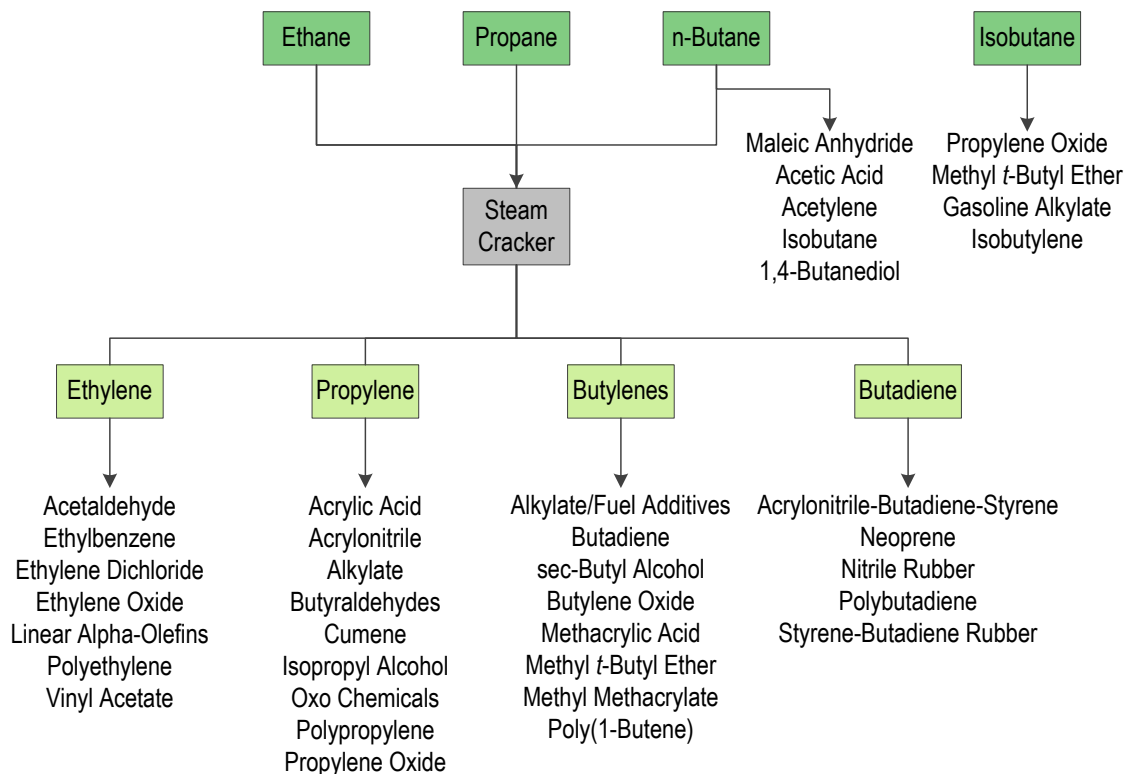 Ethane
Propane
n-Butane
Isobutane
Maleic Anhydride
Acetic Acid
Acetylene
Isobutane
1,4-Butanediol
Propylene Oxide
Methyl t-Butyl Ether
Gasoline Alkylate
Isobutylene
Steam
Cracker
Ethylene
Propylene
Butylenes
Butadiene
Acetaldehyde
Ethylbenzene
Ethylene Dichloride
Ethylene Oxide
Linear Alpha-Olefins
Polyethylene
Vinyl Acetate
Acrylic Acid
Acrylonitrile
Alkylate
Butyraldehydes
Cumene
Isopropyl Alcohol
Oxo Chemicals
Polypropylene
Propylene Oxide
Alkylate/Fuel Additives
Butadiene
sec-Butyl Alcohol
Butylene Oxide
Methacrylic Acid
Methyl t-Butyl Ether
Methyl Methacrylate
Poly(1-Butene)
Acrylonitrile-Butadiene-Styrene
Neoprene
Nitrile Rubber
Polybutadiene
Styrene-Butadiene Rubber